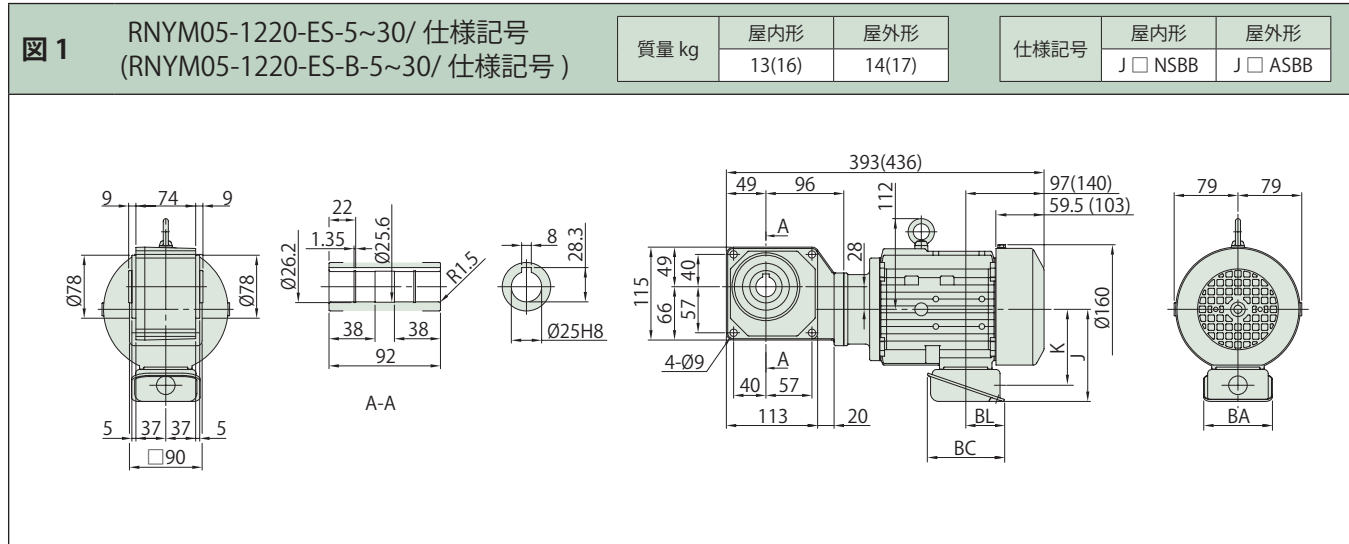 図 1
RNYM05-1220-ES-5~30/ 仕様記号
(RNYM05-1220-ES-B-5~30/ 仕様記号 )
質量 kg 屋内形 屋外形
13(16) 14(17)
仕様記号 屋内形 屋外形
J □ NSBB J □ ASBB
9 74 9
Ø78
Ø78
5 37 37 5
□90
22
1.35
Ø26.2
Ø25.6
R1.5
38 38
92
A-A
8
28.3
Ø25H8
393(436)
49 96
97(140)
59.5 (103)
112
A
28
115
49
66
40
57
4-Ø9
A
40 57
113 20
K
J
Ø160
BL
BC
79 79
BA